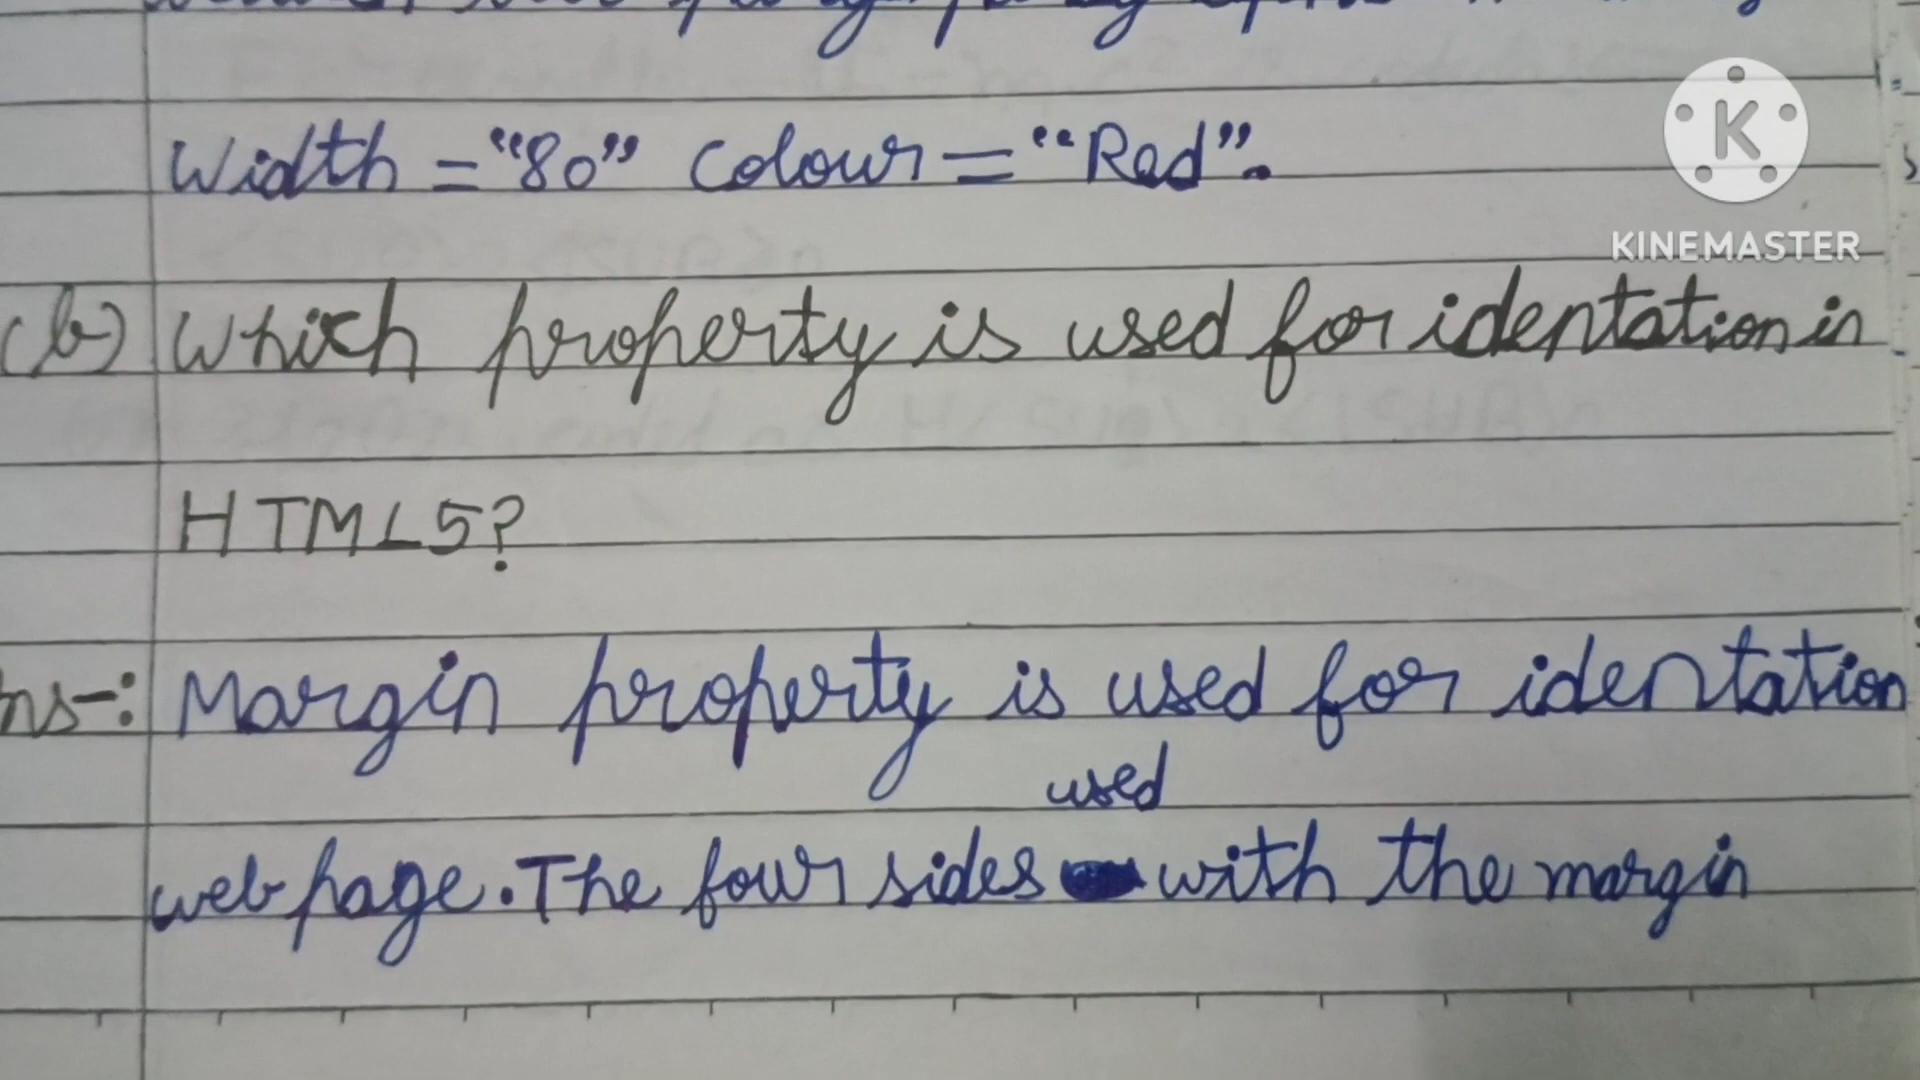 Width = "80" Colour = "Red".
K
KINEMASTER
(b) Which property is used for identation in
HTML5?
ns-: Margin property is used for identation
used
web page. The four sides with the margin